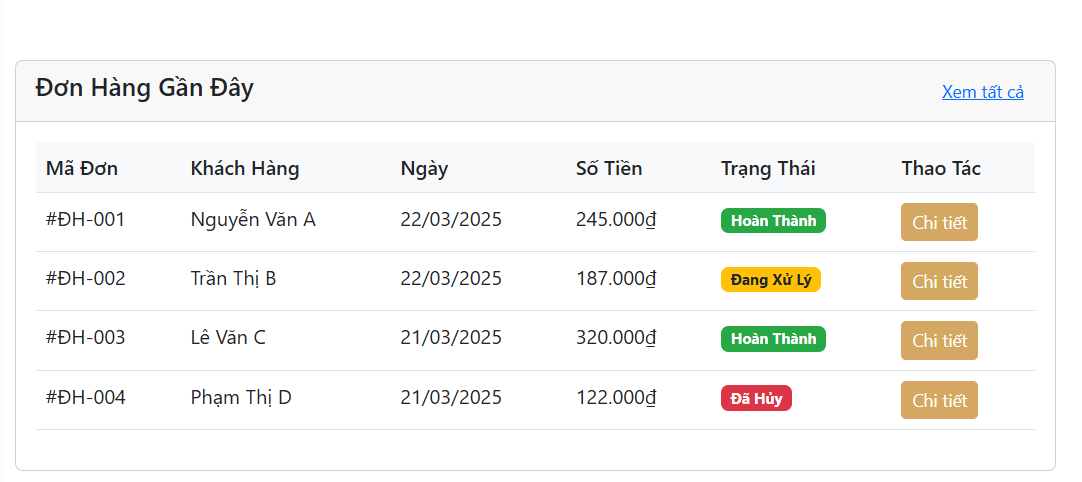 Đơn Hàng Gần Đây
Xem tất cả
Mã Đơn Khách Hàng Ngày Số Tiền Trạng Thái Thao Tác
#ĐH-001 Nguyễn Văn A 22/03/2025 245.000₫ Hoàn Thành Chi tiết
#ĐH-002 Trần Thị B 22/03/2025 187.000₫ Đang Xử Lý Chi tiết
#ĐH-003 Lê Văn C 21/03/2025 320.000₫ Hoàn Thành Chi tiết
#ĐH-004 Phạm Thị D 21/03/2025 122.000₫ Đã Hủy Chi tiết